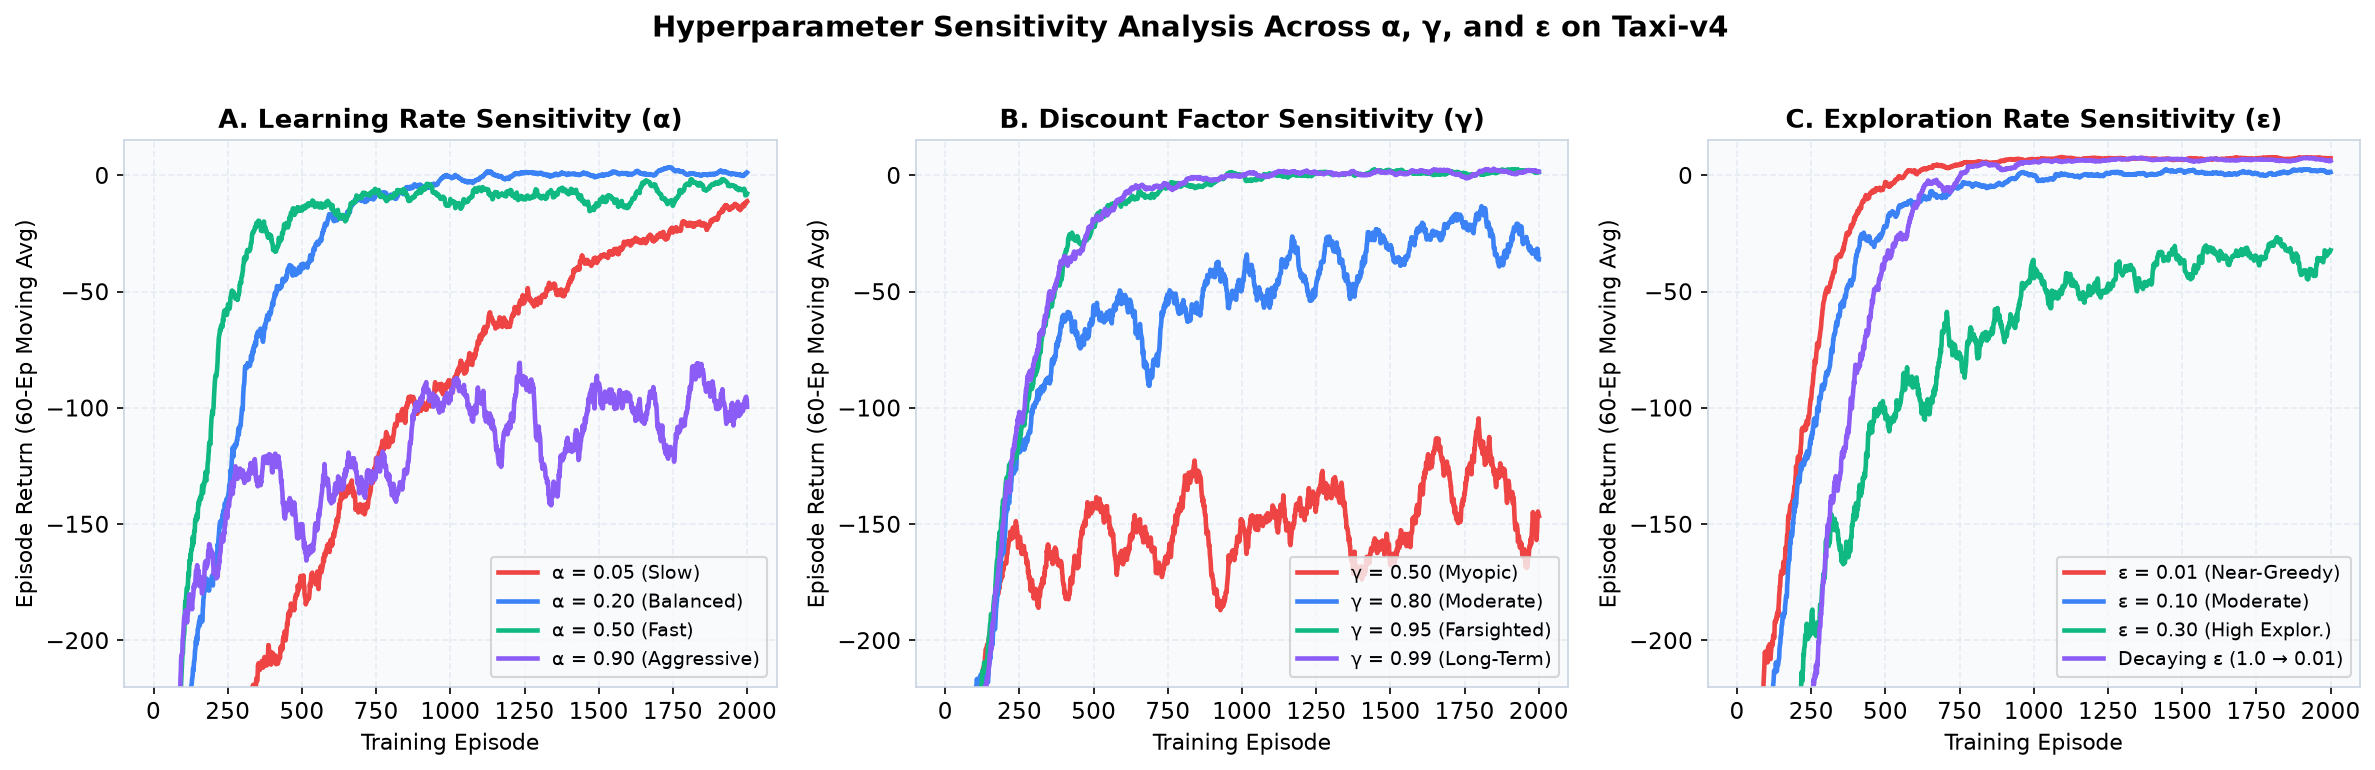 Hyperparameter Sensitivity Analysis Across α, γ, and ε on Taxi-v4
A. Learning Rate Sensitivity (α)
Episode Return (60-Ep Moving Avg)
0
−50
−100
−150
−200
0 250 500 750 1000 1250 1500 1750 2000
Training Episode
α = 0.05 (Slow)
α = 0.20 (Balanced)
α = 0.50 (Fast)
α = 0.90 (Aggressive)
B. Discount Factor Sensitivity (γ)
Episode Return (60-Ep Moving Avg)
0
−50
−100
−150
−200
0 250 500 750 1000 1250 1500 1750 2000
Training Episode
γ = 0.50 (Myopic)
γ = 0.80 (Moderate)
γ = 0.95 (Farsighted)
γ = 0.99 (Long-Term)
C. Exploration Rate Sensitivity (ε)
Episode Return (60-Ep Moving Avg)
0
−50
−100
−150
−200
0 250 500 750 1000 1250 1500 1750 2000
Training Episode
ε = 0.01 (Near-Greedy)
ε = 0.10 (Moderate)
ε = 0.30 (High Explor.)
Decaying ε (1.0 → 0.01)